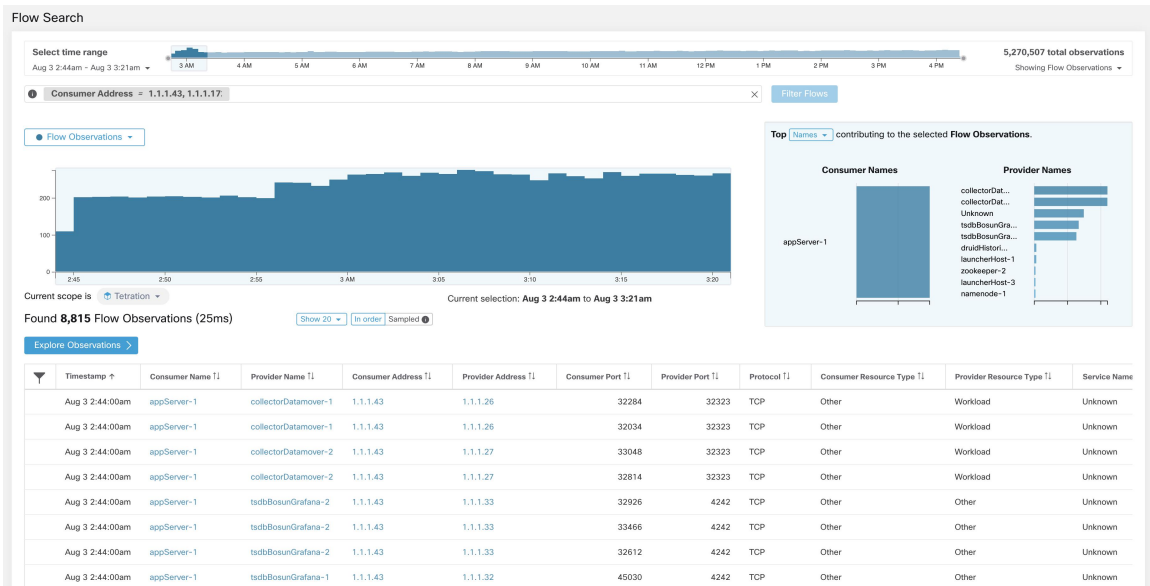 Flow Search
Select time range
Aug 3 2:44am - Aug 3 3:21am
3 AM 4 AM 5 AM 6 AM 7 AM 8 AM 9 AM 10 AM 11 AM 12 PM 1 PM 2 PM 3 PM 4 PM
5,270,507 total observations
Showing Flow Observations
Consumer Address = 1.1.1.43, 1.1.1.17:
Filter Flows
Flow Observations
200
100
0
2:45 2:50 2:55 3 AM 3:05 3:10 3:15 3:20
Top Names contributing to the selected Flow Observations.
Consumer Names
appServer-1
Provider Names
collectorDat...
collectorDat...
Unknown
tsdbBosunGra...
tsdbBosunGra...
druidHistori...
launcherHost-1
zookeeper-2
launcherHost-3
namenode-1
Current scope is Tetration
Current selection: Aug 3 2:44am to Aug 3 3:21am
Found 8,815 Flow Observations (25ms)
Show 20 In order Sampled
Explore Observations
Timestamp Consumer Name Provider Name Consumer Address Provider Address Consumer Port Provider Port Protocol Consumer Resource Type Provider Resource Type Service Name
Aug 3 2:44:00am appServer-1 collectorDatamover-1 1.1.1.43 1.1.1.26 32284 32323 TCP Other Workload Unknown
Aug 3 2:44:00am appServer-1 collectorDatamover-1 1.1.1.43 1.1.1.26 32034 32323 TCP Other Workload Unknown
Aug 3 2:44:00am appServer-1 collectorDatamover-2 1.1.1.43 1.1.1.27 33048 32323 TCP Other Workload Unknown
Aug 3 2:44:00am appServer-1 collectorDatamover-2 1.1.1.43 1.1.1.27 32814 32323 TCP Other Workload Unknown
Aug 3 2:44:00am appServer-1 tsdbBosunGrafana-2 1.1.1.43 1.1.1.33 32926 4242 TCP Other Other Unknown
Aug 3 2:44:00am appServer-1 tsdbBosunGrafana-2 1.1.1.43 1.1.1.33 33466 4242 TCP Other Other Unknown
Aug 3 2:44:00am appServer-1 tsdbBosunGrafana-2 1.1.1.43 1.1.1.33 32612 4242 TCP Other Other Unknown
Aug 3 2:44:00am appServer-1 tsdbBosunGrafana-1 1.1.1.43 1.1.1.32 45030 4242 TCP Other Other Unknown